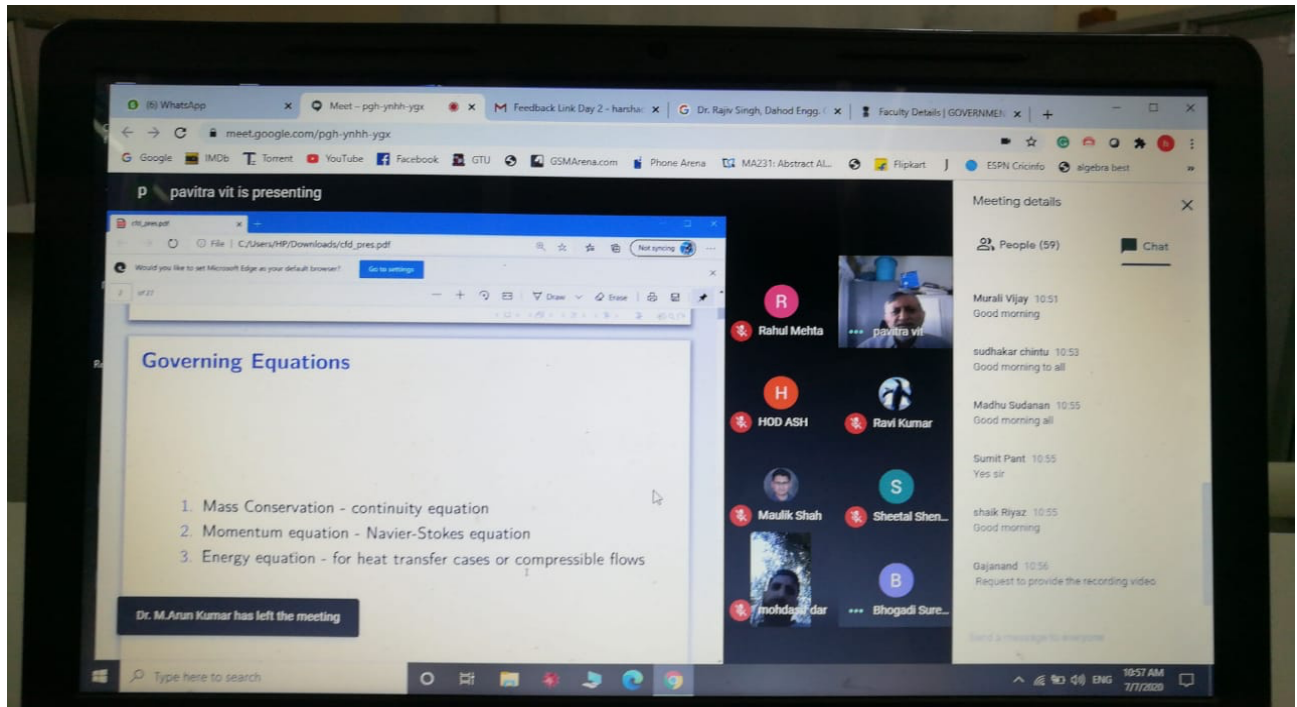 (6) WhatsApp
Meet – pgh-ynhh-ygx
Feedback Link Day 2 - harsha
Dr. Rajiv Singh, Dahod Engg. (
Faculty Details | GOVERNMEN
meet.google.com/pgh-ynhh-ygx
Google IMDb Torrent YouTube Facebook GTU GSMArena.com Phone Arena MA231: Abstract Al... Flipkart ESPN Cricinfo algebra best
p pavitra vit is presenting
cfd_pres.pdf
File | C:/Users/HP/Downloads/cfd_pres.pdf
Not syncing
Would you like to set Microsoft Edge as your default browser? Go to settings
2 of 27
Draw Erase
Governing Equations
1. Mass Conservation - continuity equation
2. Momentum equation - Navier-Stokes equation
3. Energy equation - for heat transfer cases or compressible flows
Dr. M.Arun Kumar has left the meeting
R
Rahul Mehta
pavitra vit
H
HOD ASH
Ravi Kumar
Maulik Shah
S
Sheetal Shen...
mohdasif dar
B
Bhogadi Sure...
Meeting details
People (59)
Chat
Murali Vijay 10:51
Good morning
sudhakar chintu 10:53
Good morning to all
Madhu Sudanan 10:55
Good morning all
Sumit Pant 10:55
Yes sir
shaik Riyaz 10:55
Good morning
Gajanand 10:56
Request to provide the recording video
Send a message to everyone
Type here to search
ENG
10:57 AM
7/7/2020